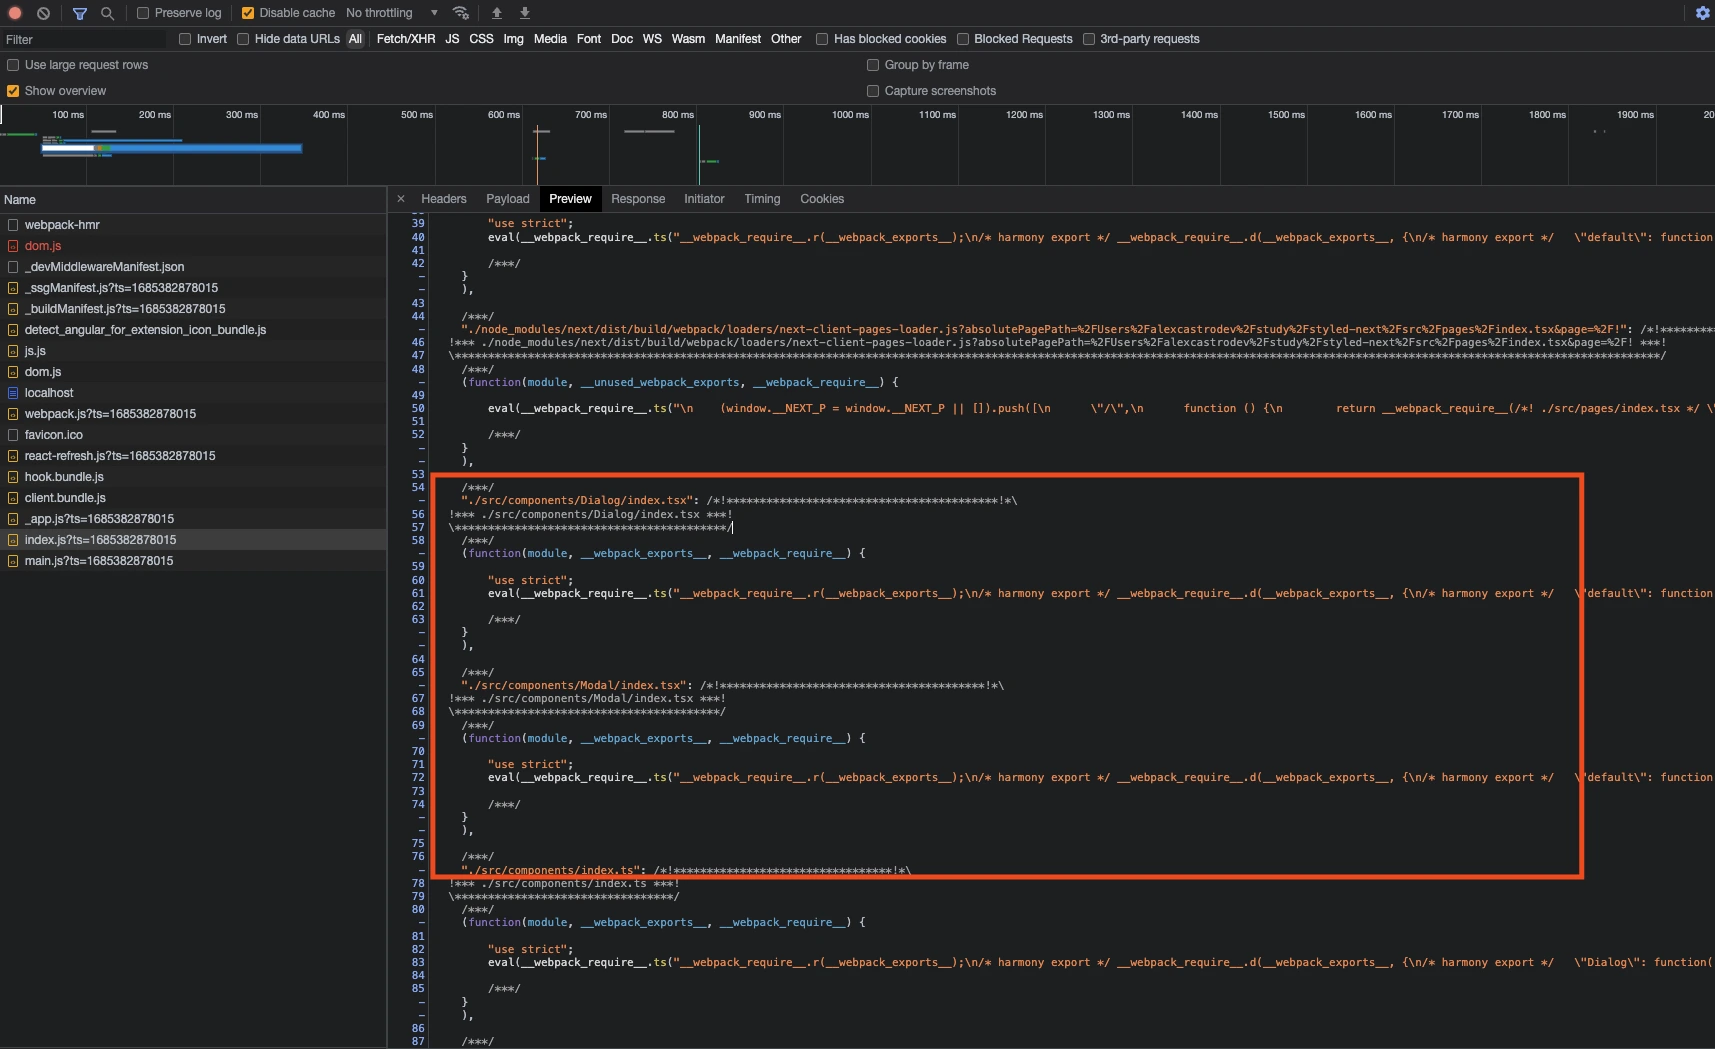 Preserve log Disable cache No throttling
Filter Invert Hide data URLs All Fetch/XHR JS CSS Img Media Font Doc WS Wasm Manifest Other Has blocked cookies Blocked Requests 3rd-party requests
Use large request rows Group by frame
Show overview Capture screenshots
100 ms 200 ms 300 ms 400 ms 500 ms 600 ms 700 ms 800 ms 900 ms 1000 ms 1100 ms 1200 ms 1300 ms 1400 ms 1500 ms 1600 ms 1700 ms 1800 ms 1900 ms 20
Name
webpack-hmr
dom.js
_devMiddlewareManifest.json
_ssgManifest.js?ts=1685382878015
_buildManifest.js?ts=1685382878015
detect_angular_for_extension_icon_bundle.js
js.js
dom.js
localhost
webpack.js?ts=1685382878015
favicon.ico
react-refresh.js?ts=1685382878015
hook.bundle.js
client.bundle.js
_app.js?ts=1685382878015
index.js?ts=1685382878015
main.js?ts=1685382878015
× Headers Payload Preview Response Initiator Timing Cookies
39 "use strict";
40 eval(__webpack_require__.ts("__webpack_require__.r(__webpack_exports__);\n/* harmony export */ __webpack_require__.d(__webpack_exports__, {\n/* harmony export */   \"default\": function
41
42 /***/
- }
- ),
43
44 /***/
- "./node_modules/next/dist/build/webpack/loaders/next-client-pages-loader.js?absolutePagePath=%2FUsers%2Falexcastrodev%2Fstudy%2Fstyled-next%2Fsrc%2Fpages%2Findex.tsx&page=%2F!": /*!*********
46 !*** ./node_modules/next/dist/build/webpack/loaders/next-client-pages-loader.js?absolutePagePath=%2FUsers%2Falexcastrodev%2Fstudy%2Fstyled-next%2Fsrc%2Fpages%2Findex.tsx&page=%2F! ***!
47 \***************************************************************************************************************************************************************************************/
48 /***/
- (function(module, __unused_webpack_exports, __webpack_require__) {
49
50 eval(__webpack_require__.ts("\n    (window.__NEXT_P = window.__NEXT_P || []).push([\n      \"/\",\n      function () {\n        return __webpack_require__(/*! ./src/pages/index.tsx */ \"
51
52 /***/
- }
- ),
53
54 /***/
- "./src/components/Dialog/index.tsx": /*!*****************************************!*\
56 !*** ./src/components/Dialog/index.tsx ***!
57 \*****************************************/
58 /***/
- (function(module, __webpack_exports__, __webpack_require__) {
59
60 "use strict";
61 eval(__webpack_require__.ts("__webpack_require__.r(__webpack_exports__);\n/* harmony export */ __webpack_require__.d(__webpack_exports__, {\n/* harmony export */   \"default\": function
62
63 /***/
- }
- ),
64
65 /***/
- "./src/components/Modal/index.tsx": /*!****************************************!*\
67 !*** ./src/components/Modal/index.tsx ***!
68 \****************************************/
69 /***/
- (function(module, __webpack_exports__, __webpack_require__) {
70
71 "use strict";
72 eval(__webpack_require__.ts("__webpack_require__.r(__webpack_exports__);\n/* harmony export */ __webpack_require__.d(__webpack_exports__, {\n/* harmony export */   \"default\": function
73
74 /***/
- }
- ),
75
76 /***/
- "./src/components/index.ts": /*!*********************************!*\
78 !*** ./src/components/index.ts ***!
79 \*********************************/
80 /***/
- (function(module, __webpack_exports__, __webpack_require__) {
81
82 "use strict";
83 eval(__webpack_require__.ts("__webpack_require__.r(__webpack_exports__);\n/* harmony export */ __webpack_require__.d(__webpack_exports__, {\n/* harmony export */   \"Dialog\": function(
84
85 /***/
- }
- ),
86
87 /***/